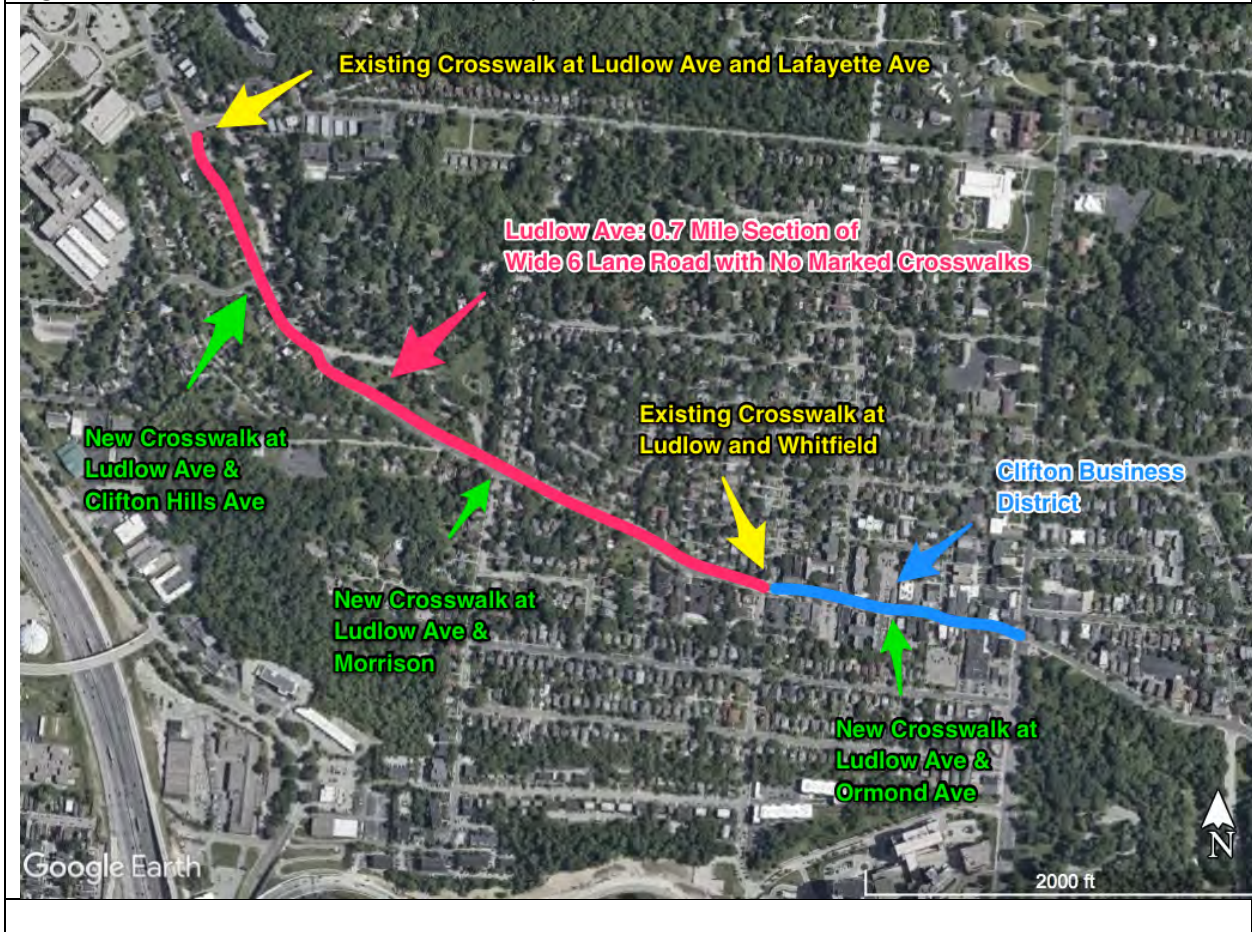 Existing Crosswalk at Ludlow Ave and Lafayette Ave
Ludlow Ave: 0.7 Mile Section of
Wide 6 Lane Road with No Marked Crosswalks
Existing Crosswalk at
Ludlow and Whitfield
Clifton Business
District
New Crosswalk at
Ludlow Ave &
Clifton Hills Ave
New Crosswalk at
Ludlow Ave &
Morrison
New Crosswalk at
Ludlow Ave &
Ormond Ave
N
Google Earth
2000 ft